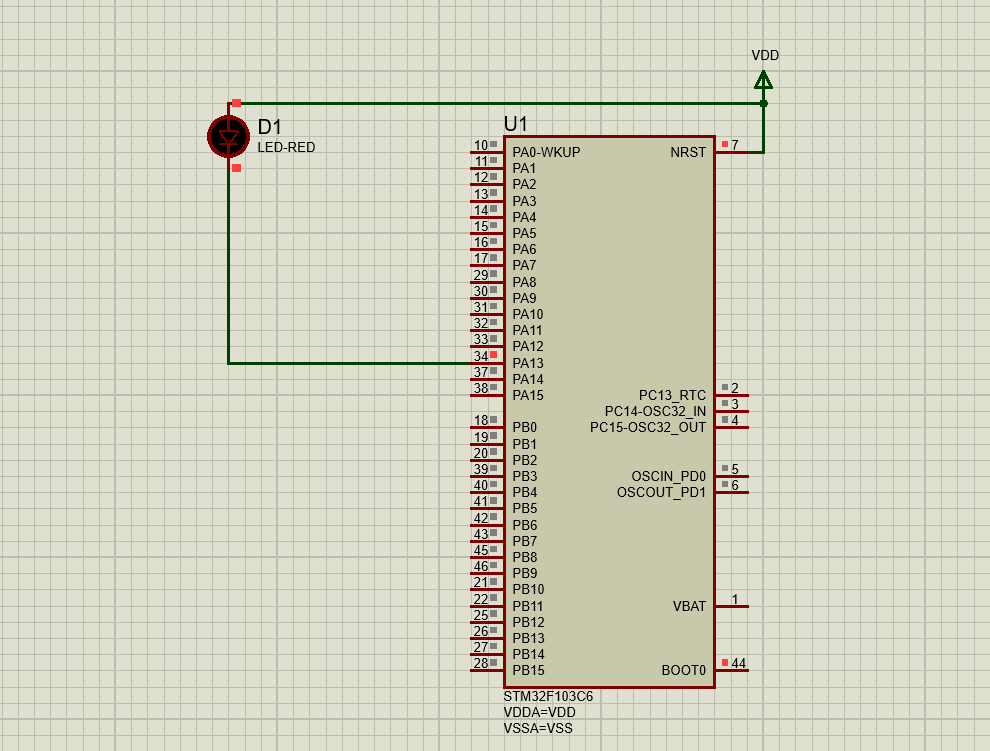 VDD
D1
LED-RED
U1
10 PA0-WKUP NRST 7
11 PA1
12 PA2
13 PA3
14 PA4
15 PA5
16 PA6
17 PA7
29 PA8
30 PA9
31 PA10
32 PA11
33 PA12
34 PA13
37 PA14
38 PA15 PC13_RTC 2
PC14-OSC32_IN 3
18 PB0 PC15-OSC32_OUT 4
19 PB1
20 PB2
39 PB3 OSCIN_PD0 5
40 PB4 OSCOUT_PD1 6
41 PB5
42 PB6
43 PB7
45 PB8
46 PB9
21 PB10
22 PB11 VBAT 1
25 PB12
26 PB13
27 PB14
28 PB15 BOOT0 44
STM32F103C6
VDDA=VDD
VSSA=VSS